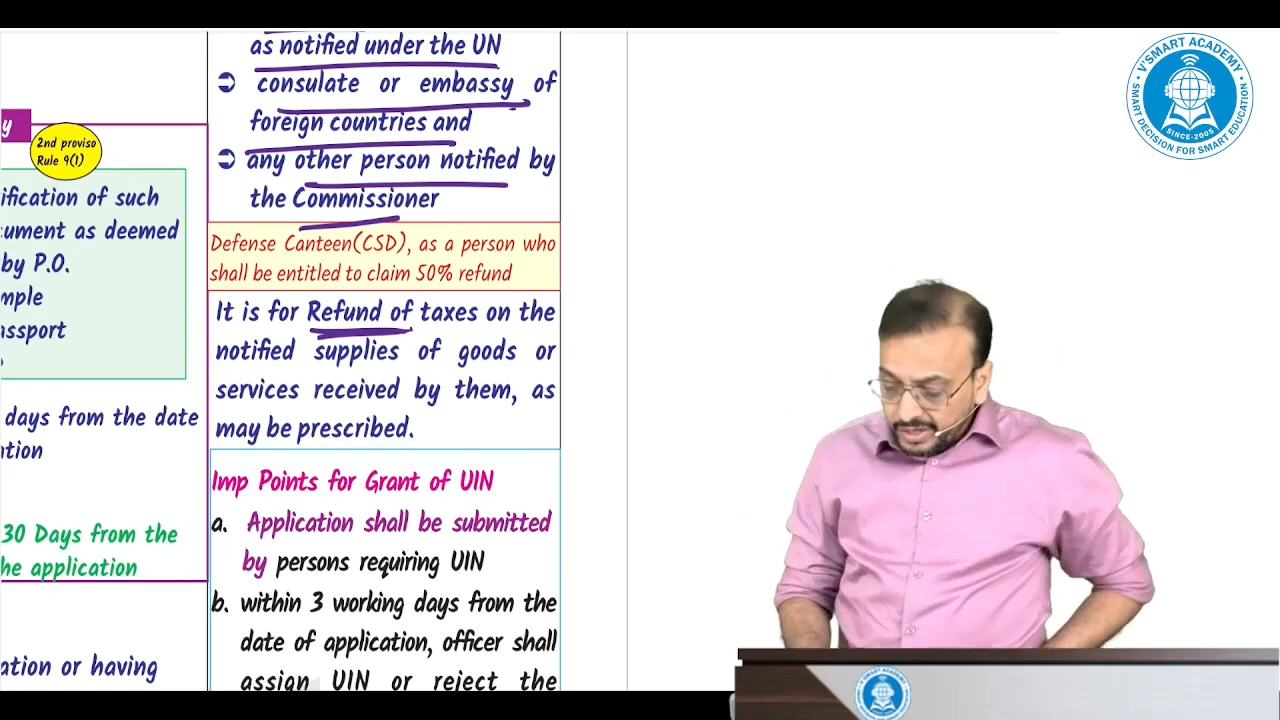 y
2nd proviso
Rule 9(1)
ification of such
cument as deemed
by P.O.
mple
assport
days from the date
ation
30 Days from the
he application
ation or having
as notified under the UN
➲ consulate or embassy of
foreign countries and
➲ any other person notified by
the Commissioner
Defense Canteen(CSD), as a person who
shall be entitled to claim 50% refund
It is for Refund of taxes on the
notified supplies of goods or
services received by them, as
may be prescribed.
Imp Points for Grant of UIN
a. Application shall be submitted
by persons requiring UIN
b. within 3 working days from the
date of application, officer shall
assign UIN or reject the
V'SMART ACADEMY
SMART DECISION FOR SMART EDUCATION
SINCE-2005